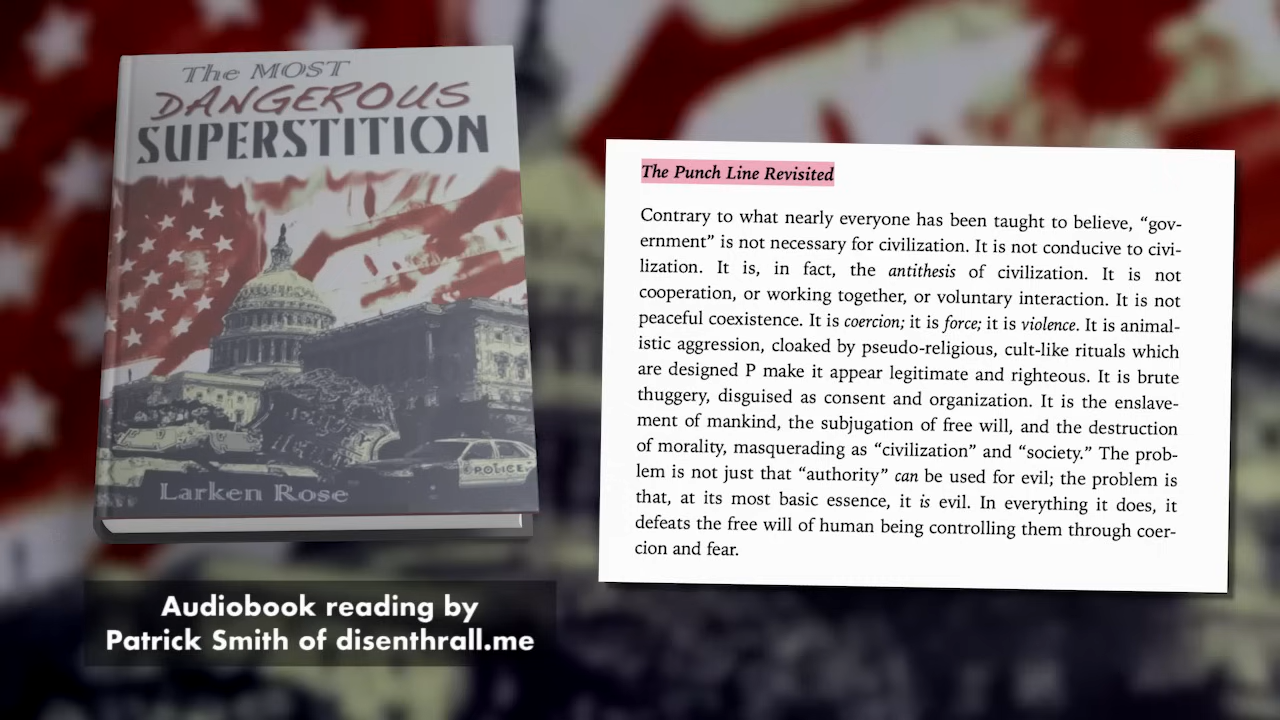 The MOST
DANGEROUS
SUPERSTITION
POLICE
Larken Rose
Audiobook reading by
Patrick Smith of disenthrall.me
The Punch Line Revisited
Contrary to what nearly everyone has been taught to believe, “gov-
ernment” is not necessary for civilization. It is not conducive to civi-
lization. It is, in fact, the antithesis of civilization. It is not
cooperation, or working together, or voluntary interaction. It is not
peaceful coexistence. It is coercion; it is force; it is violence. It is animal-
istic aggression, cloaked by pseudo-religious, cult-like rituals which
are designed P make it appear legitimate and righteous. It is brute
thuggery, disguised as consent and organization. It is the enslave-
ment of mankind, the subjugation of free will, and the destruction
of morality, masquerading as “civilization” and “society.” The prob-
lem is not just that “authority” can be used for evil; the problem is
that, at its most basic essence, it is evil. In everything it does, it
defeats the free will of human being controlling them through coer-
cion and fear.